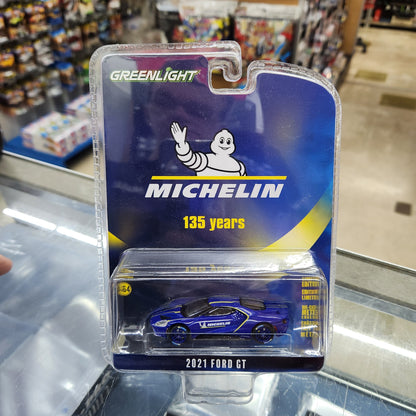 GREENLIGHT
MICHELIN
135 years
MICHELIN
2021 FORD GT